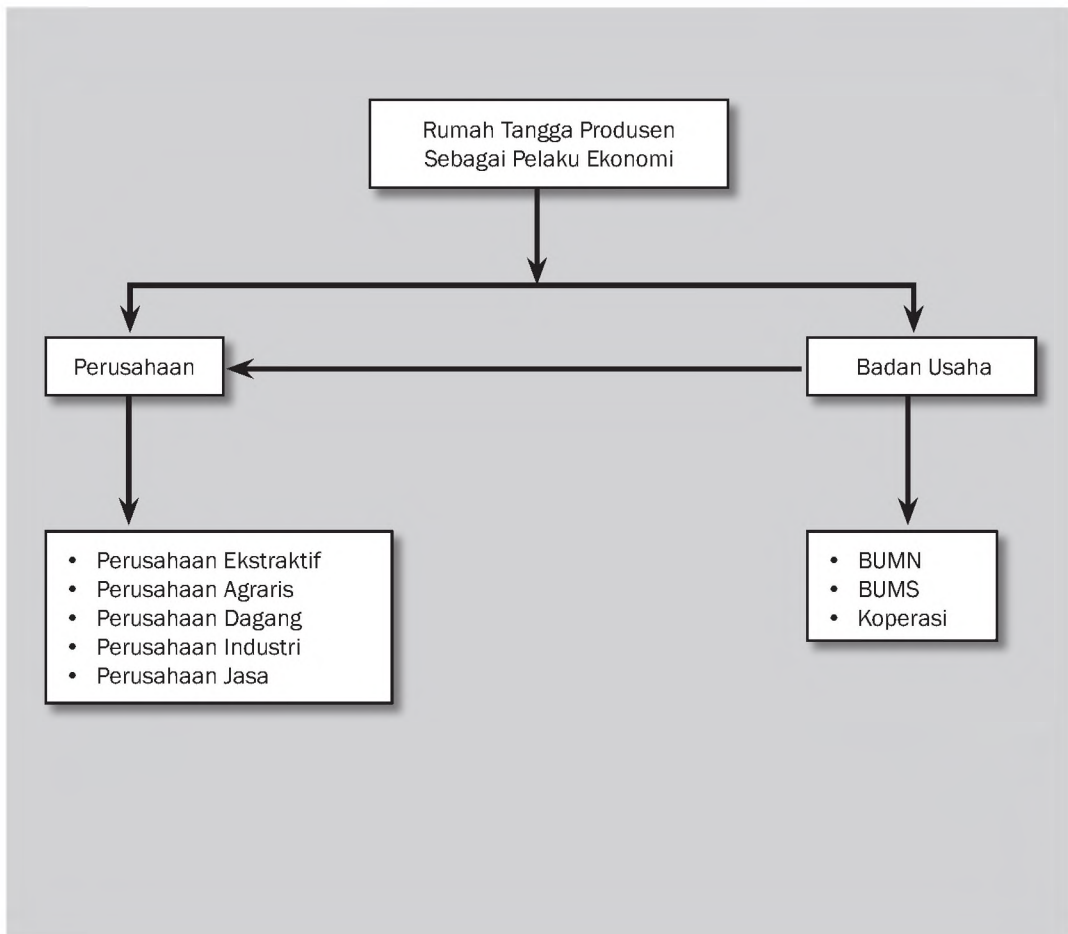 Rumah Tangga Produsen
Sebagai Pelaku Ekonomi
Perusahaan
Badan Usaha
• Perusahaan Ekstraktif
• Perusahaan Agraris
• Perusahaan Dagang
• Perusahaan Industri
• Perusahaan Jasa
• BUMN
• BUMS
• Koperasi